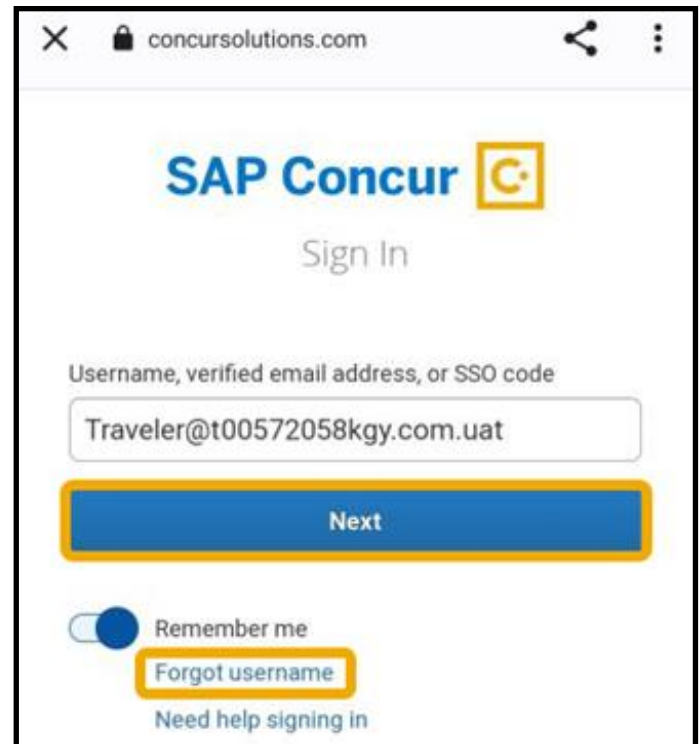 concursolutions.com
SAP Concur C
Sign In
Username, verified email address, or SSO code
Traveler@t00572058kgy.com.uat
Next
Remember me
Forgot username
Need help signing in